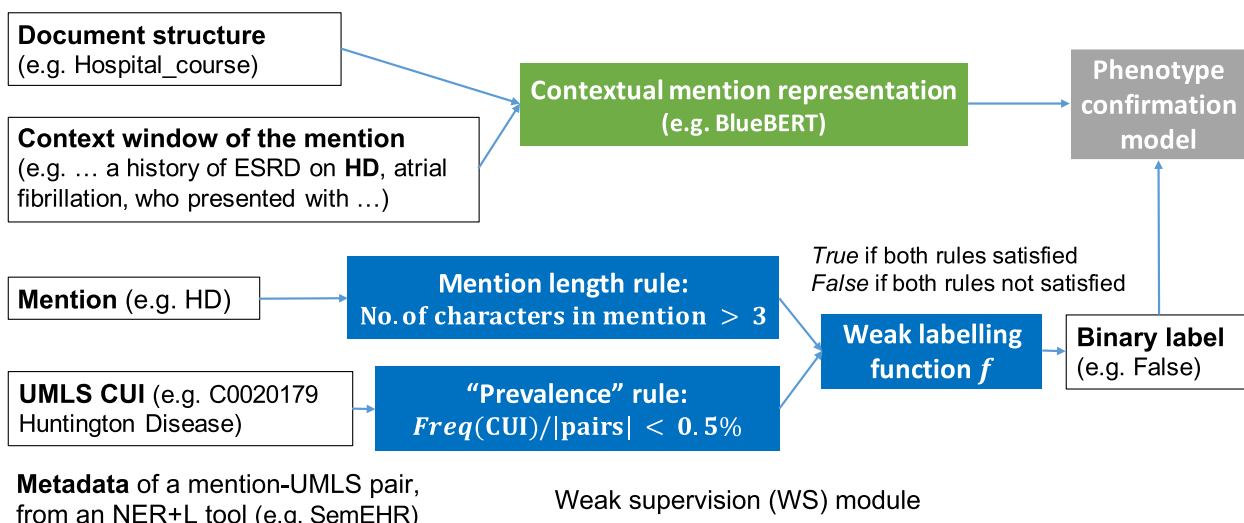 Document structure
(e.g. Hospital_course)
Context window of the mention
(e.g. … a history of ESRD on HD, atrial
fibrillation, who presented with …)
Contextual mention representation
(e.g. BlueBERT)
Phenotype
confirmation
model
Mention (e.g. HD)
Mention length rule:
No. of characters in mention > 3
UMLS CUI (e.g. C0020179
Huntington Disease)
“Prevalence” rule:
Freq(CUI)/|pairs| < 0.5%
True if both rules satisfied
False if both rules not satisfied
Weak labelling
function f
Binary label
(e.g. False)
Metadata of a mention-UMLS pair,
from an NER+L tool (e.g. SemEHR)
Weak supervision (WS) module